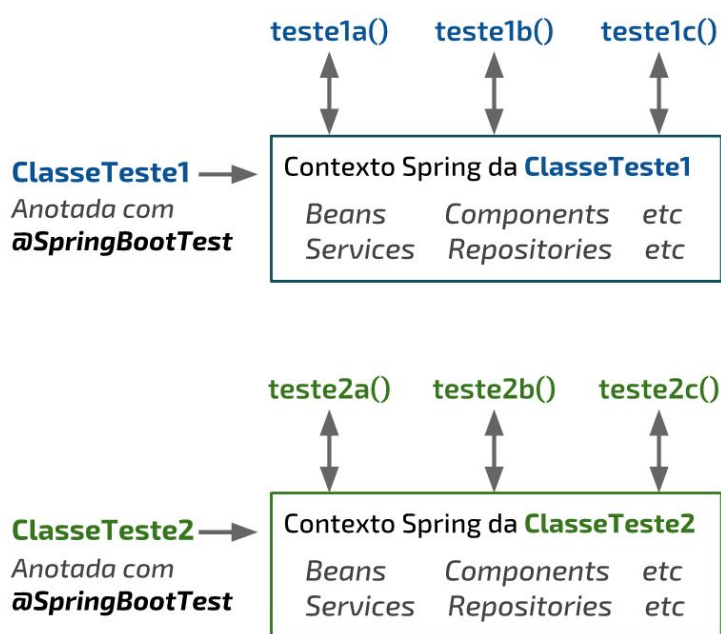 teste1a() teste1b() teste1c()
ClasseTeste1
Anotada com
@SpringBootTest
Contexto Spring da ClasseTeste1
Beans Components etc
Services Repositories etc
teste2a() teste2b() teste2c()
ClasseTeste2
Anotada com
@SpringBootTest
Contexto Spring da ClasseTeste2
Beans Components etc
Services Repositories etc